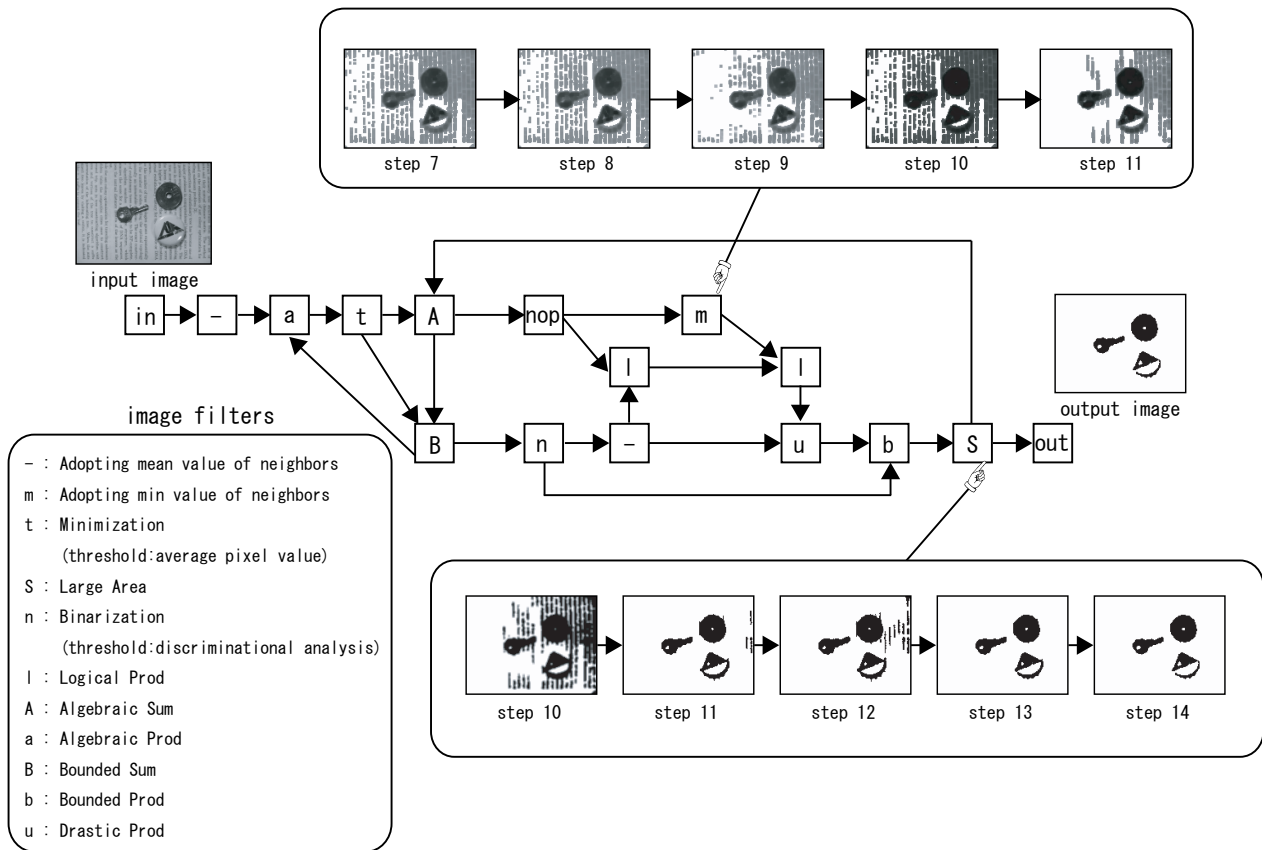 step 7
step 8
step 9
step 10
step 11
input image
in
-
a
t
A
nop
m
l
l
output image
B
n
-
u
b
S
out
image filters
- : Adopting mean value of neighbors
m : Adopting min value of neighbors
t : Minimization
(threshold:average pixel value)
S : Large Area
n : Binarization
(threshold:discriminational analysis)
l : Logical Prod
A : Algebraic Sum
a : Algebraic Prod
B : Bounded Sum
b : Bounded Prod
u : Drastic Prod
step 10
step 11
step 12
step 13
step 14